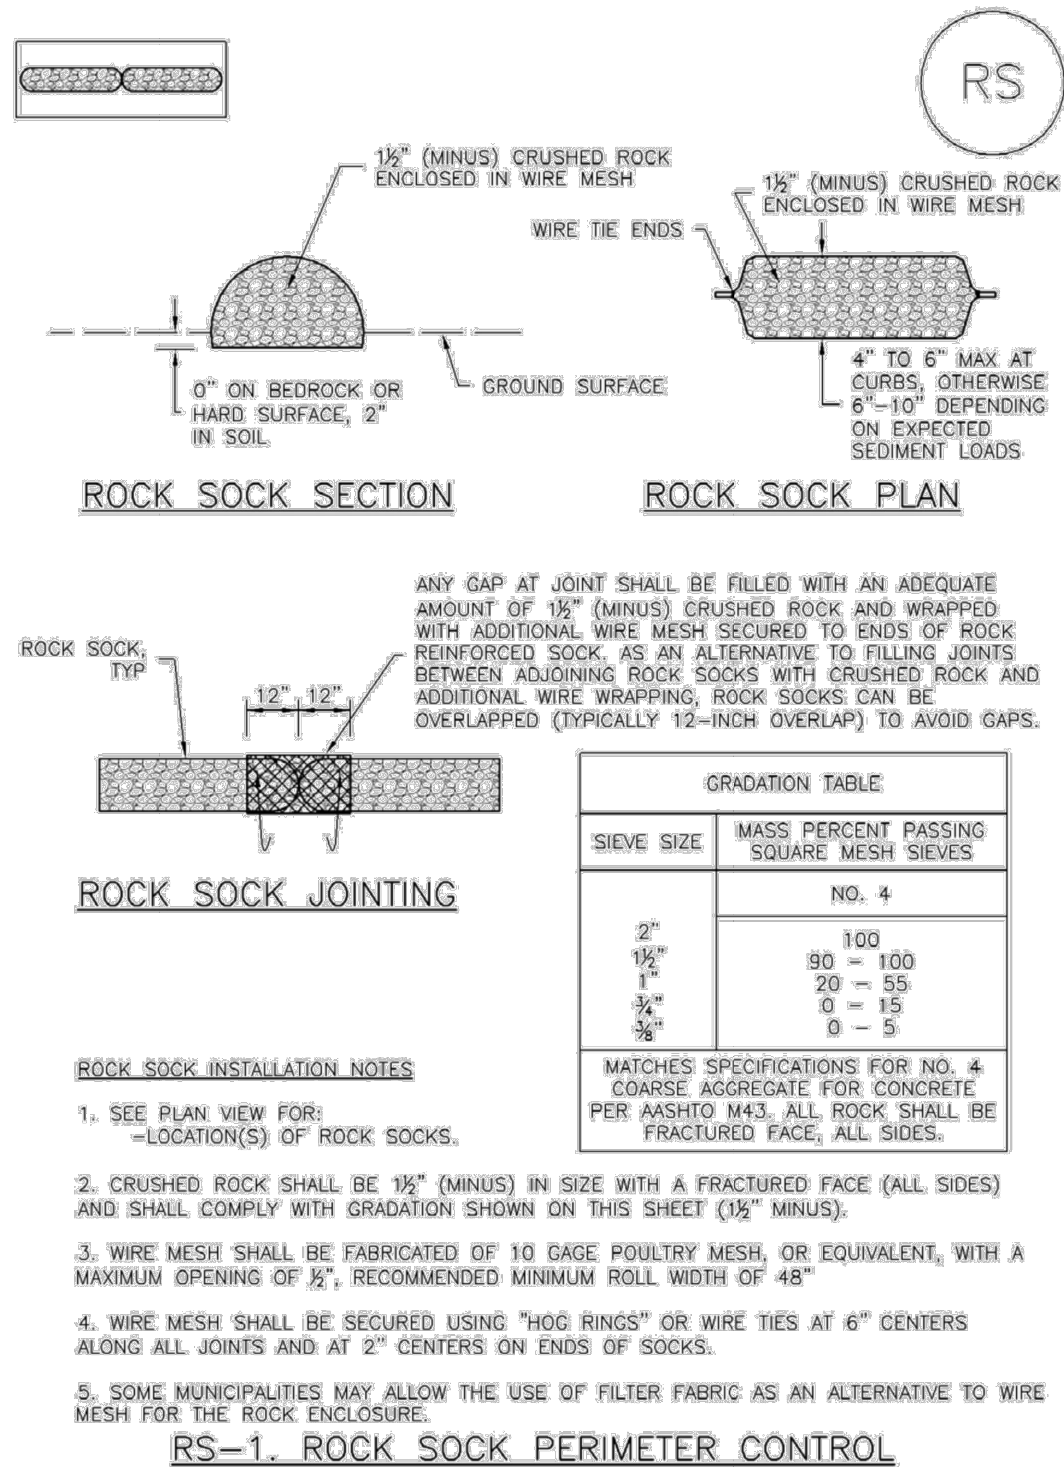 RS
1½" (MINUS) CRUSHED ROCK
ENCLOSED IN WIRE MESH
1½" (MINUS) CRUSHED ROCK
ENCLOSED IN WIRE MESH
WIRE TIE ENDS
GROUND SURFACE
0" ON BEDROCK OR
HARD SURFACE, 2"
IN SOIL
4" TO 6" MAX AT
CURBS, OTHERWISE
6"-10" DEPENDING
ON EXPECTED
SEDIMENT LOADS
ROCK SOCK SECTION
ROCK SOCK PLAN
ANY GAP AT JOINT SHALL BE FILLED WITH AN ADEQUATE
AMOUNT OF 1½" (MINUS) CRUSHED ROCK AND WRAPPED
WITH ADDITIONAL WIRE MESH SECURED TO ENDS OF ROCK
REINFORCED SOCK. AS AN ALTERNATIVE TO FILLING JOINTS
BETWEEN ADJOINING ROCK SOCKS WITH CRUSHED ROCK AND
ADDITIONAL WIRE WRAPPING, ROCK SOCKS CAN BE
OVERLAPPED (TYPICALLY 12-INCH OVERLAP) TO AVOID GAPS.
ROCK SOCK,
TYP
12" 12"
ROCK SOCK JOINTING
GRADATION TABLE
SIEVE SIZE
MASS PERCENT PASSING
SQUARE MESH SIEVES
NO. 4
2" 100
1½" 90 - 100
1" 20 - 55
¾" 0 - 15
⅜" 0 - 5
MATCHES SPECIFICATIONS FOR NO. 4
COARSE AGGREGATE FOR CONCRETE
PER AASHTO M43. ALL ROCK SHALL BE
FRACTURED FACE, ALL SIDES.
ROCK SOCK INSTALLATION NOTES
1. SEE PLAN VIEW FOR:
-LOCATION(S) OF ROCK SOCKS.
2. CRUSHED ROCK SHALL BE 1½" (MINUS) IN SIZE WITH A FRACTURED FACE (ALL SIDES)
AND SHALL COMPLY WITH GRADATION SHOWN ON THIS SHEET (1½" MINUS).
3. WIRE MESH SHALL BE FABRICATED OF 10 GAGE POULTRY MESH, OR EQUIVALENT, WITH A
MAXIMUM OPENING OF ½", RECOMMENDED MINIMUM ROLL WIDTH OF 48"
4. WIRE MESH SHALL BE SECURED USING "HOG RINGS" OR WIRE TIES AT 6" CENTERS
ALONG ALL JOINTS AND AT 2" CENTERS ON ENDS OF SOCKS.
5. SOME MUNICIPALITIES MAY ALLOW THE USE OF FILTER FABRIC AS AN ALTERNATIVE TO WIRE
MESH FOR THE ROCK ENCLOSURE.
RS-1. ROCK SOCK PERIMETER CONTROL